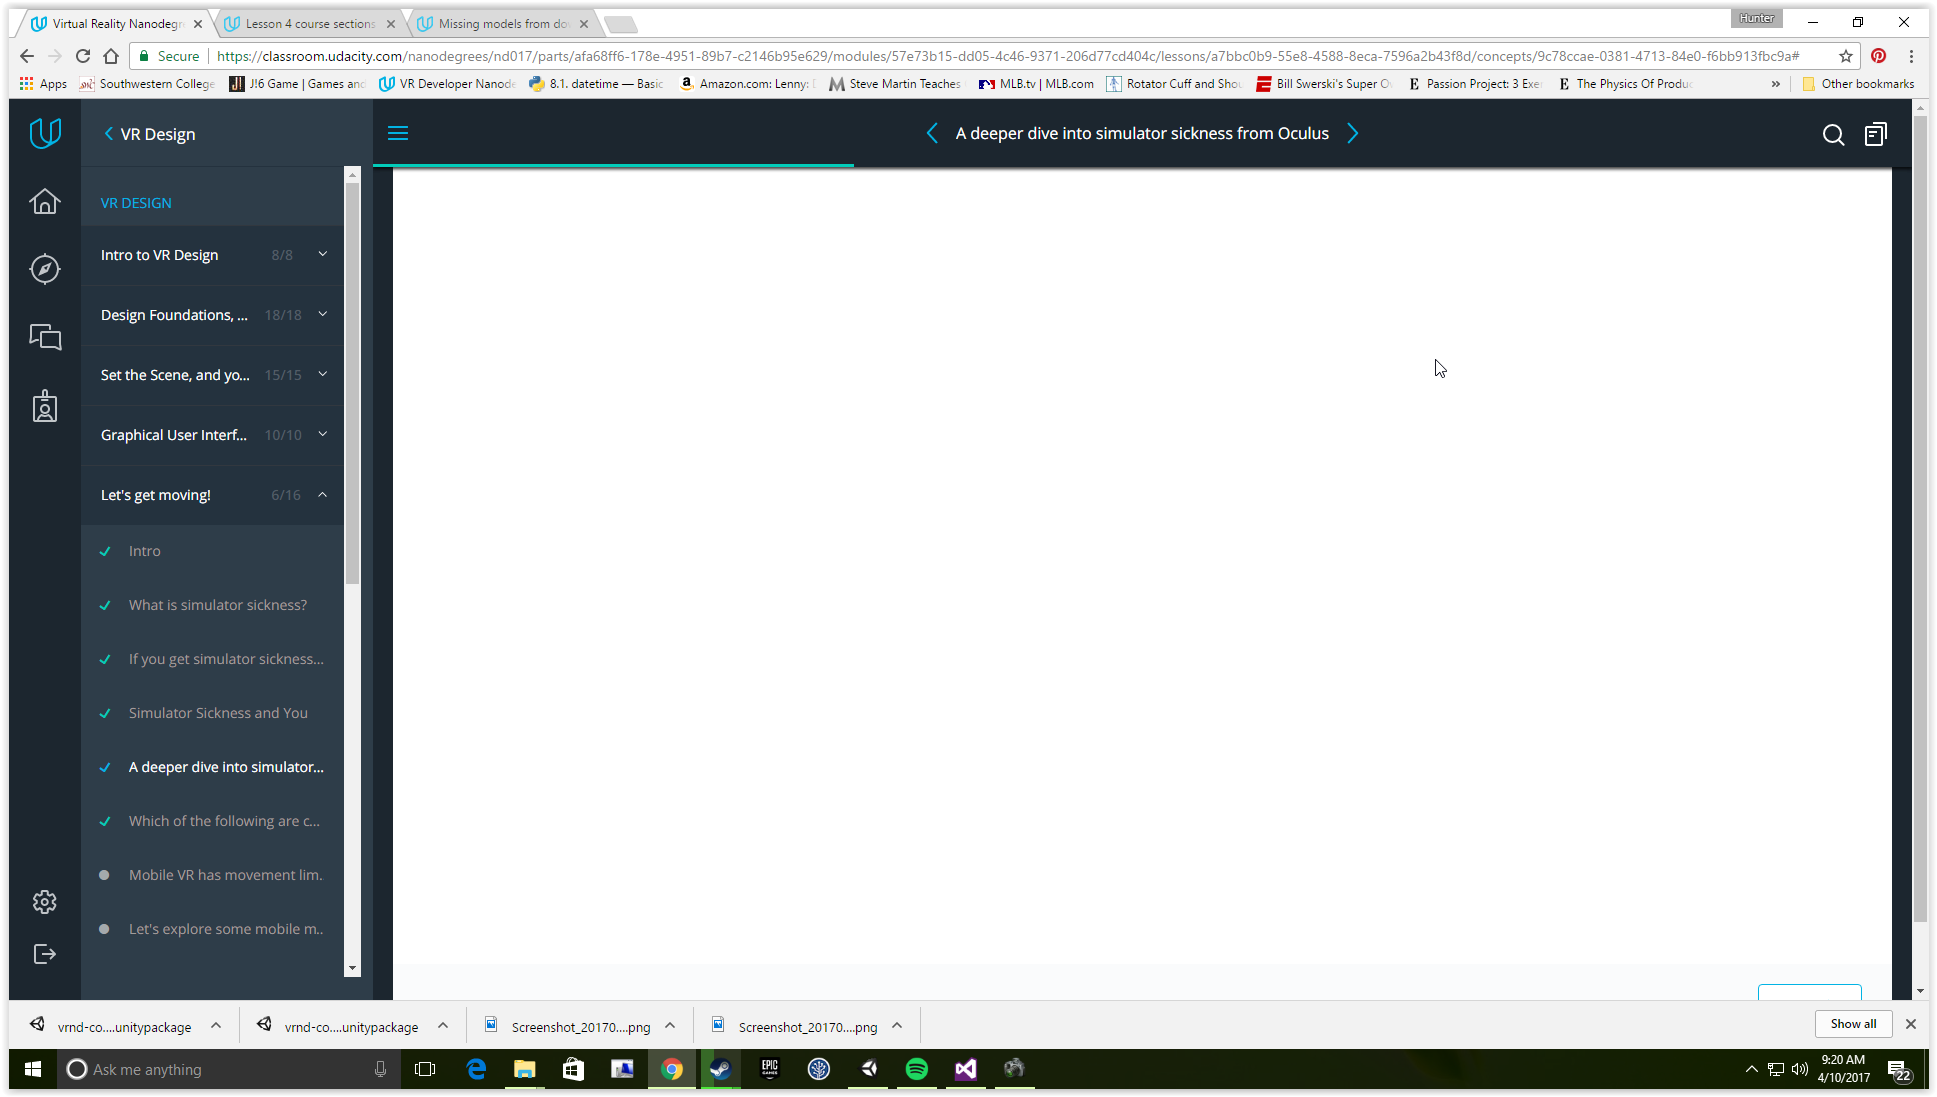 Virtual Reality Nanodegr
Lesson 4 course sections
Missing models from do
Hunter
Secure
https://classroom.udacity.com/nanodegrees/nd017/parts/afa68ff6-178e-4951-89b7-c2146b95e629/modules/57e73b15-dd05-4c46-9371-206d77cd404c/lessons/a7bbc0b9-55e8-4588-8eca-7596a2b43f8d/concepts/9c78ccae-0381-4713-84e0-f6bb913fbc9a#
Apps
Southwestern College
J!6 Game | Games and
VR Developer Nanode
8.1. datetime — Basic
Amazon.com: Lenny:
Steve Martin Teaches
MLB.tv | MLB.com
Rotator Cuff and Shou
Bill Swerski's Super O
Passion Project: 3 Exer
The Physics Of Produc
»
Other bookmarks
VR Design
A deeper dive into simulator sickness from Oculus
VR DESIGN
Intro to VR Design 8/8
Design Foundations, ... 18/18
Set the Scene, and yo... 15/15
Graphical User Interf... 10/10
Let's get moving! 6/16
Intro
What is simulator sickness?
If you get simulator sickness...
Simulator Sickness and You
A deeper dive into simulator...
Which of the following are c...
Mobile VR has movement lim.
Let's explore some mobile m..
vrnd-co....unitypackage
vrnd-co....unitypackage
Screenshot_20170....png
Screenshot_20170....png
Show all
Ask me anything
EPIC
GAMES
9:20 AM
4/10/2017
22